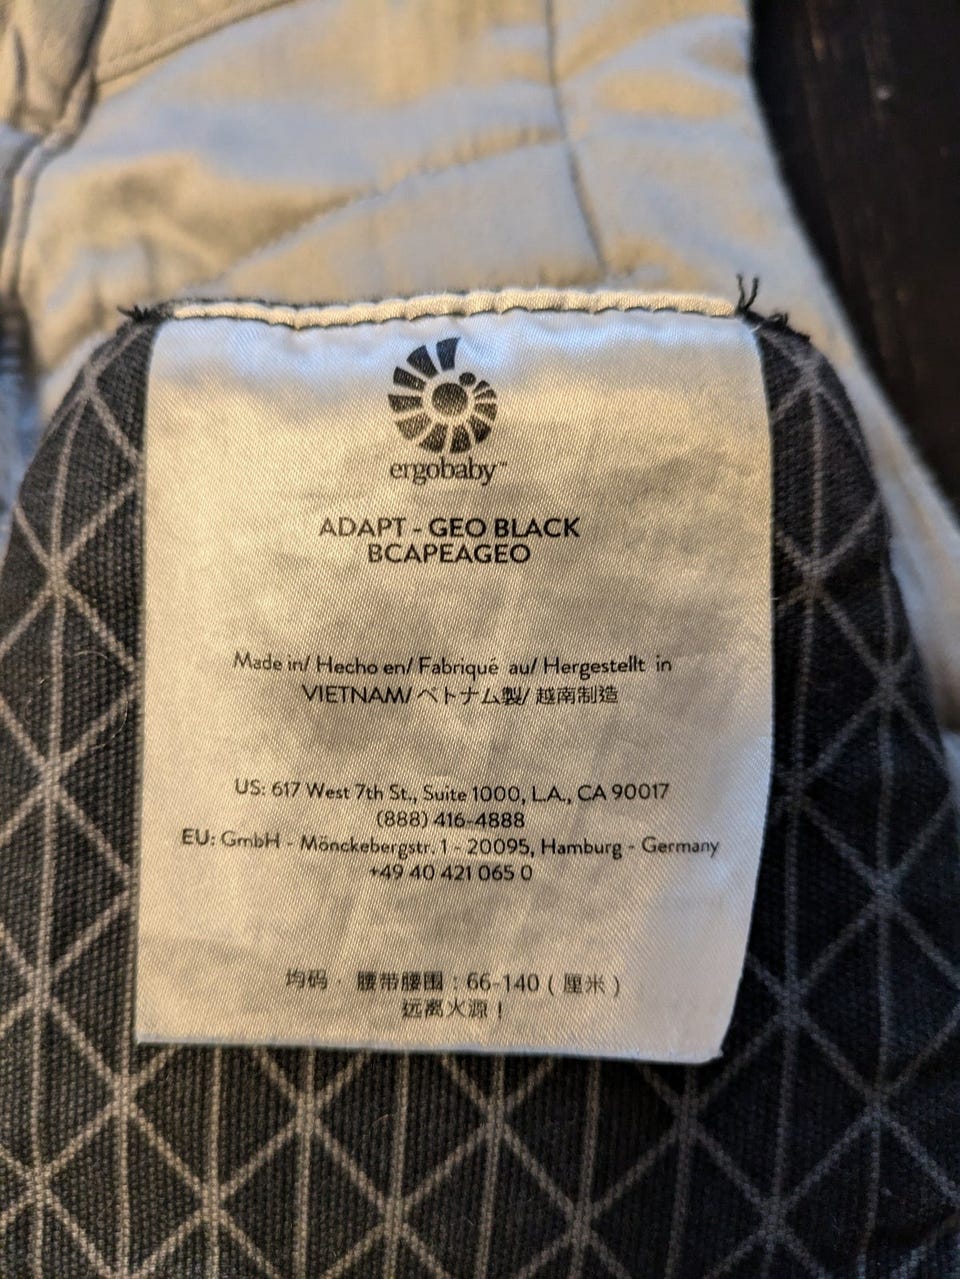 ergobaby™
ADAPT - GEO BLACK
BCAPEAGEO
Made in/ Hecho en/ Fabriqué au/ Hergestellt in
VIETNAM/ ベトナム製/ 越南制造
US: 617 West 7th St., Suite 1000, L.A., CA 90017
(888) 416-4888
EU: GmbH - Mönckebergstr. 1 - 20095, Hamburg - Germany
+49 40 421 065 0
均码 · 腰带腰围 : 66-140 ( 厘米 )
远离火源 !